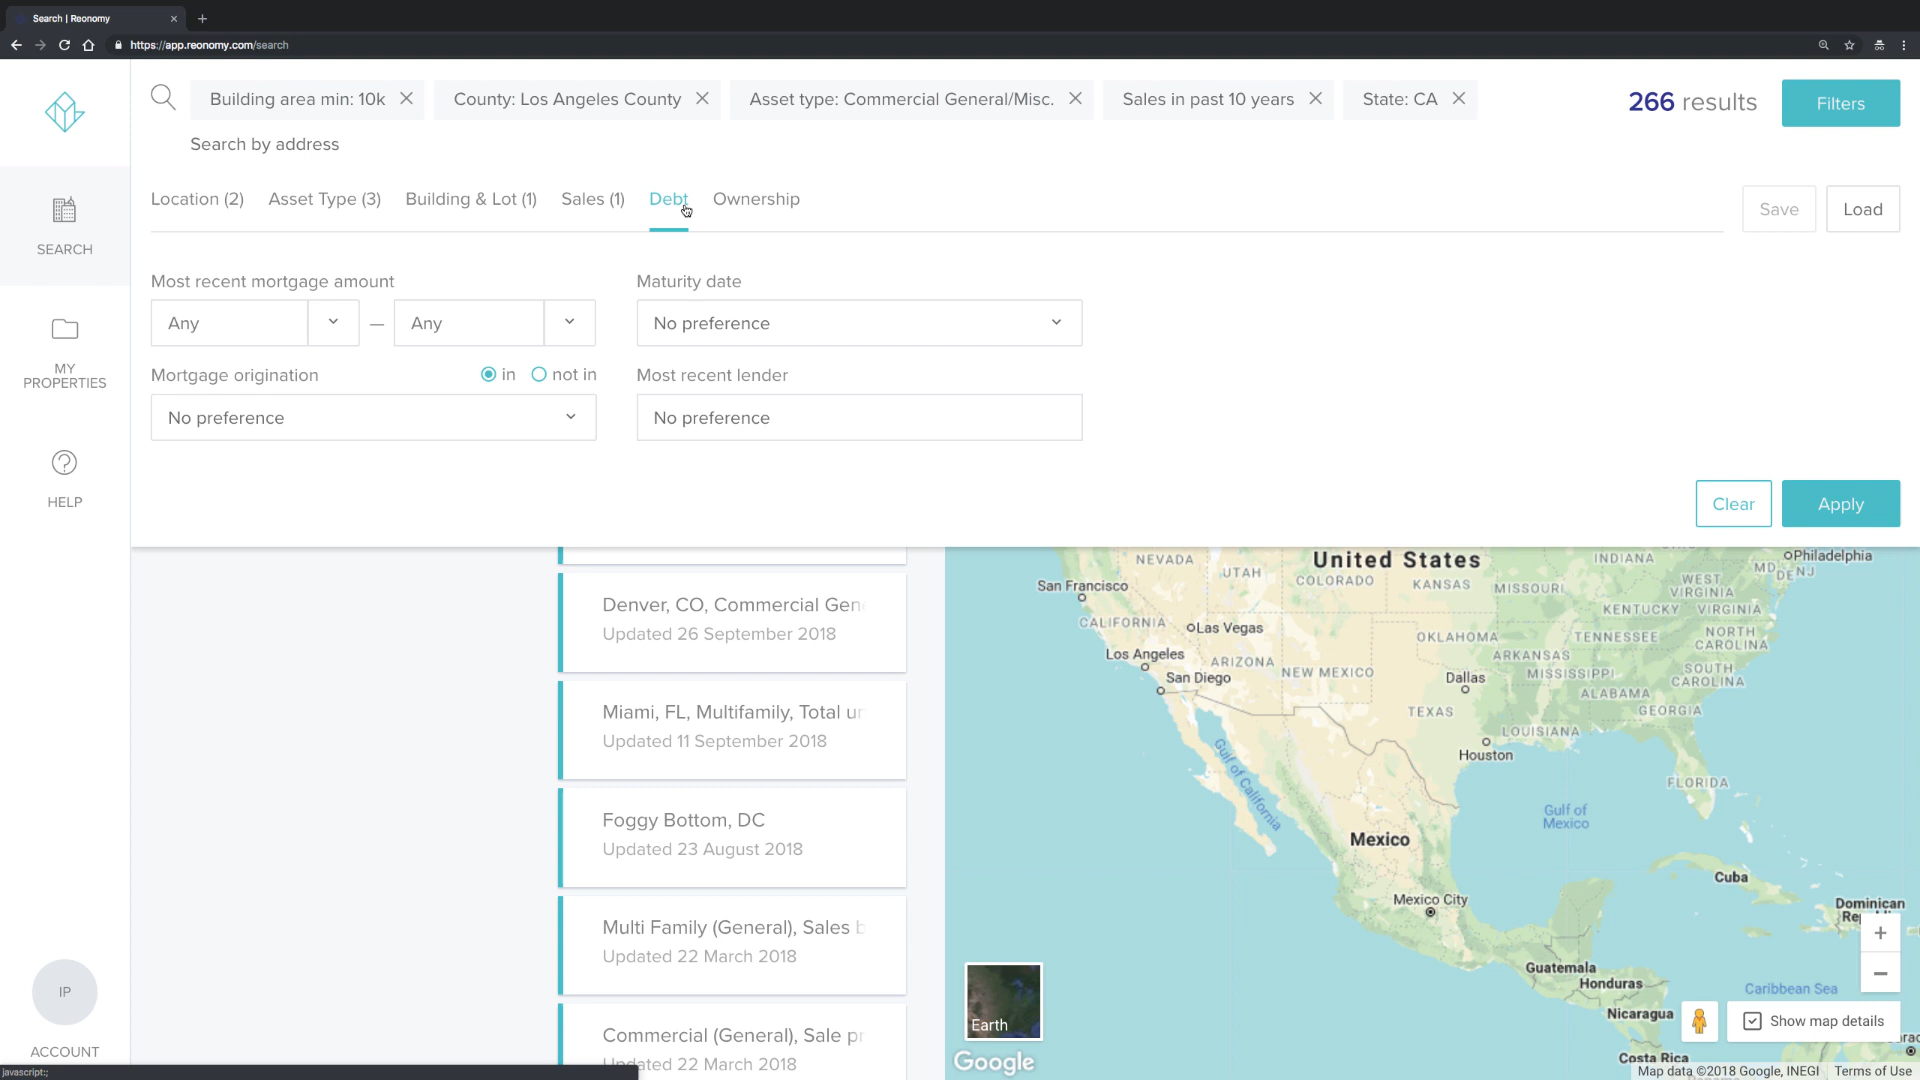 Search | Reonomy
https://app.reonomy.com/search
Building area min: 10k
County: Los Angeles County
Asset type: Commercial General/Misc.
Sales in past 10 years
State: CA
266 results
Filters
Search by address
SEARCH
MY
PROPERTIES
HELP
IP
ACCOUNT
Location (2)
Asset Type (3)
Building & Lot (1)
Sales (1)
Debt
Ownership
Save
Load
Most recent mortgage amount
Any
—
Any
Maturity date
No preference
Mortgage origination
in
not in
No preference
Most recent lender
No preference
Clear
Apply
Denver, CO, Commercial Gen
Updated 26 September 2018
Miami, FL, Multifamily, Total un
Updated 11 September 2018
Foggy Bottom, DC
Updated 23 August 2018
Multi Family (General), Sales b
Updated 22 March 2018
Commercial (General), Sale pr
Updated 22 March 2018
United States
NEVADA
UTAH
COLORADO
KANSAS
MISSOURI
INDIANA
Philadelphia
MD
DE
NJ
WEST
VIRGINIA
KENTUCKY
VIRGINIA
San Francisco
CALIFORNIA
Las Vegas
Los Angeles
San Diego
ARIZONA
NEW MEXICO
OKLAHOMA
ARKANSAS
TENNESSEE
NORTH
CAROLINA
MISSISSIPPI
SOUTH
CAROLINA
ALABAMA
GEORGIA
Dallas
TEXAS
LOUISIANA
Houston
FLORIDA
Gulf of California
Gulf of
Mexico
Mexico
Mexico City
Cuba
Dominican
Guatemala
Honduras
Caribbean Sea
Nicaragua
Costa Rica
Earth
Google
Show map details
Map data ©2018 Google, INEGI
Terms of Use
javascript:;